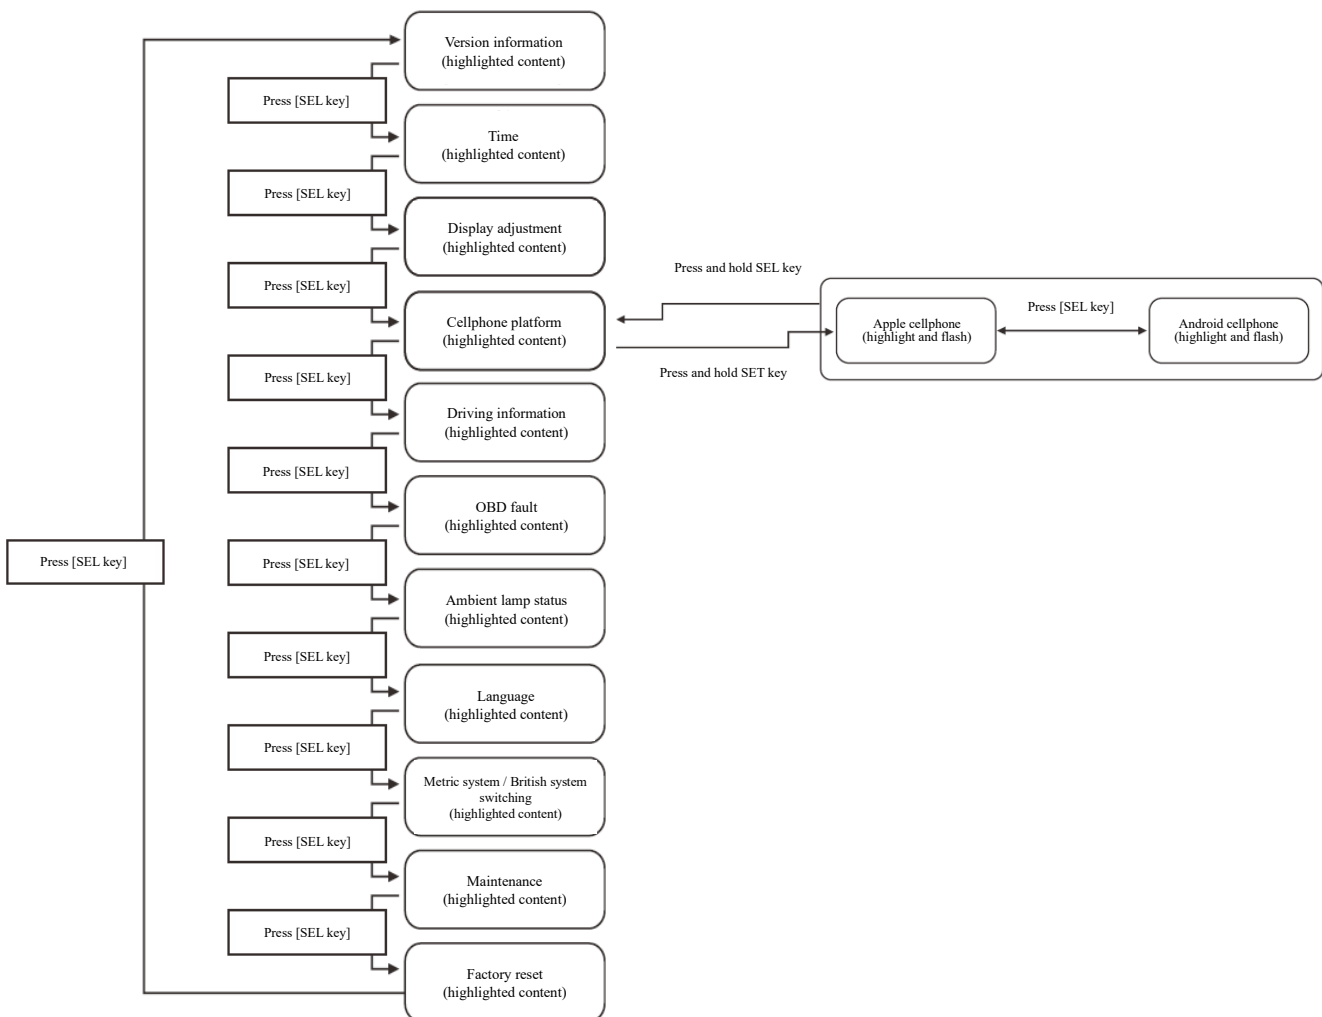 Version information
(highlighted content)
Press [SEL key]
Time
(highlighted content)
Press [SEL key]
Display adjustment
(highlighted content)
Press [SEL key]
Cellphone platform
(highlighted content)
Press and hold SEL key
Press and hold SET key
Apple cellphone
(highlight and flash)
Press [SEL key]
Android cellphone
(highlight and flash)
Press [SEL key]
Driving information
(highlighted content)
Press [SEL key]
OBD fault
(highlighted content)
Press [SEL key]
Press [SEL key]
Ambient lamp status
(highlighted content)
Press [SEL key]
Language
(highlighted content)
Press [SEL key]
Metric system / British system
switching
(highlighted content)
Press [SEL key]
Maintenance
(highlighted content)
Press [SEL key]
Factory reset
(highlighted content)